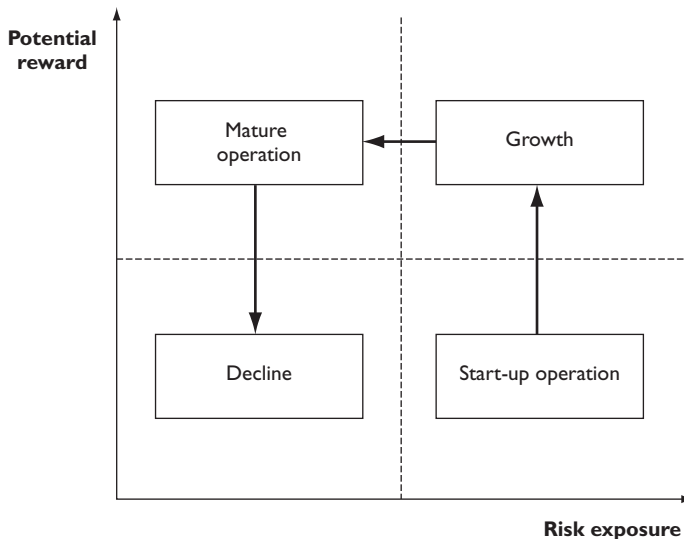 Potential
reward
Mature
operation
Growth
Decline
Start-up operation
Risk exposure